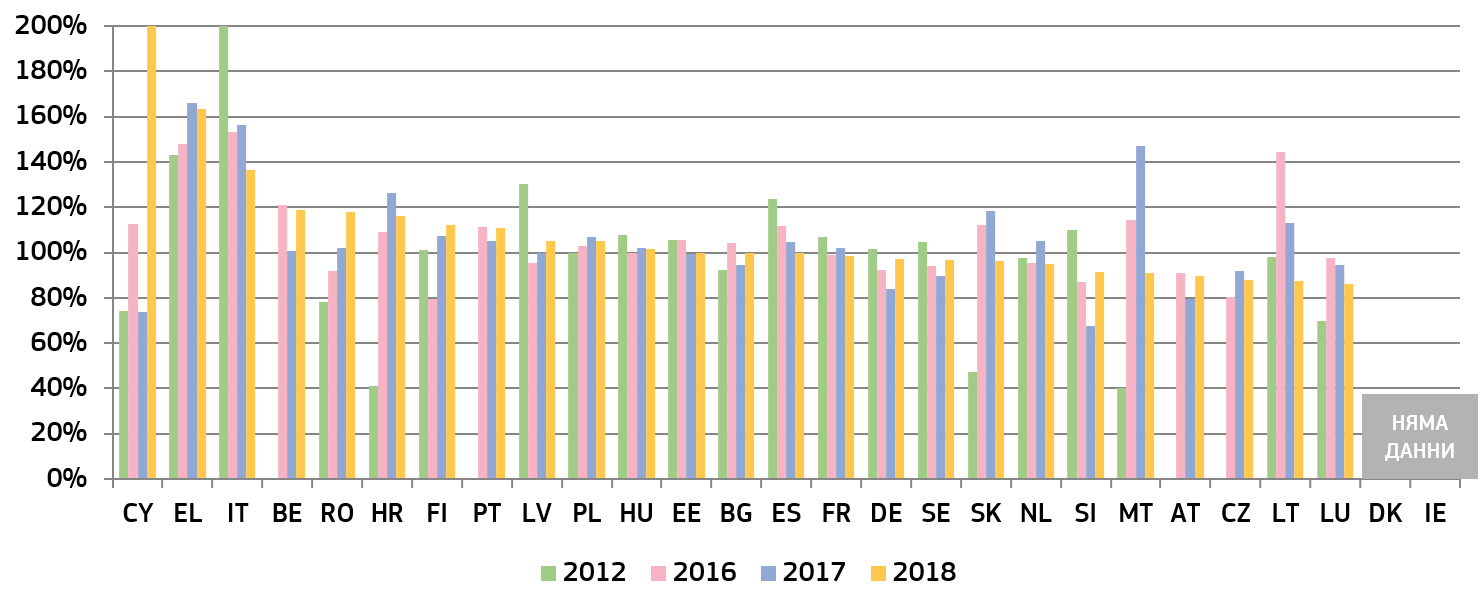 200%
180%
160%
140%
120%
100%
80%
60%
40%
20%
0%
НЯМА
ДАННИ
CY EL IT BE RO HR FI PT LV PL HU EE BG ES FR DE SE SK NL SI MT AT CZ LT LU DK IE
2012 2016 2017 2018